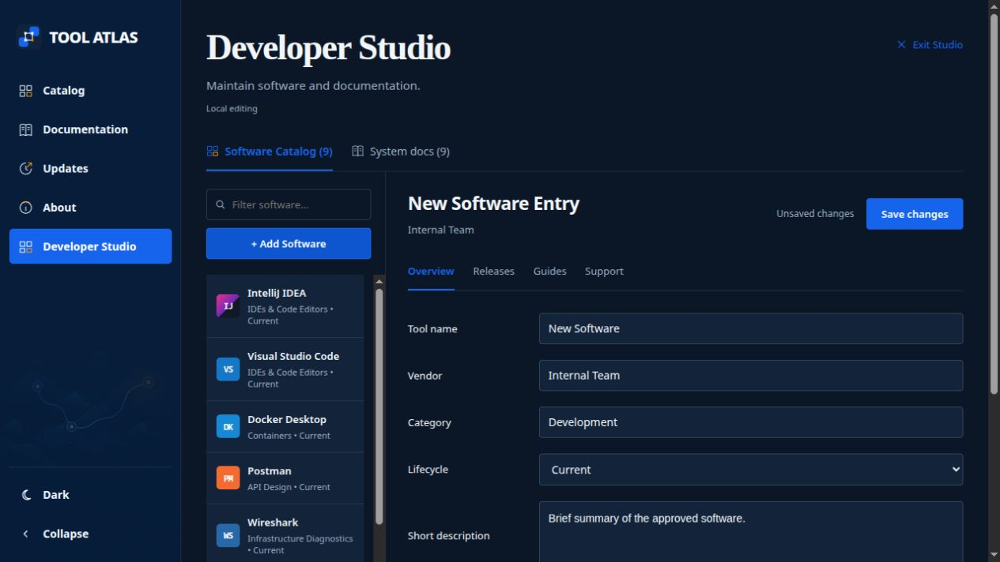 TOOL ATLAS
Catalog
Documentation
Updates
About
Developer Studio
Dark
Collapse
Developer Studio
Exit Studio
Maintain software and documentation.
Local editing
Software Catalog (9)
System docs (9)
Filter software...
+ Add Software
IJ
IntelliJ IDEA
IDEs & Code Editors •
Current
VS
Visual Studio Code
IDEs & Code Editors •
Current
DK
Docker Desktop
Containers • Current
PM
Postman
API Design • Current
WS
Wireshark
Infrastructure Diagnostics
• Current
New Software Entry
Internal Team
Unsaved changes
Save changes
Overview
Releases
Guides
Support
Tool name
New Software
Vendor
Internal Team
Category
Development
Lifecycle
Current
Short description
Brief summary of the approved software.